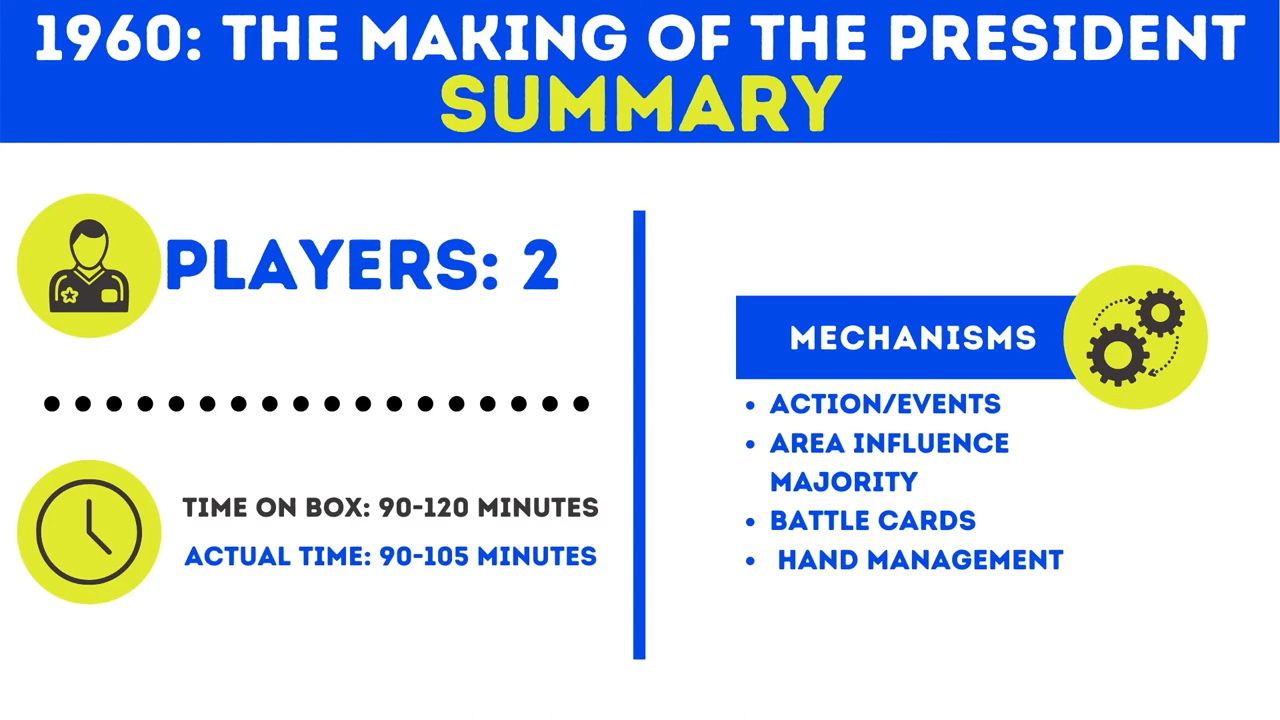 1960: THE MAKING OF THE PRESIDENT
SUMMARY
PLAYERS: 2
TIME ON BOX: 90-120 MINUTES
ACTUAL TIME: 90-105 MINUTES
MECHANISMS
• ACTION/EVENTS
• AREA INFLUENCE
MAJORITY
• BATTLE CARDS
• HAND MANAGEMENT